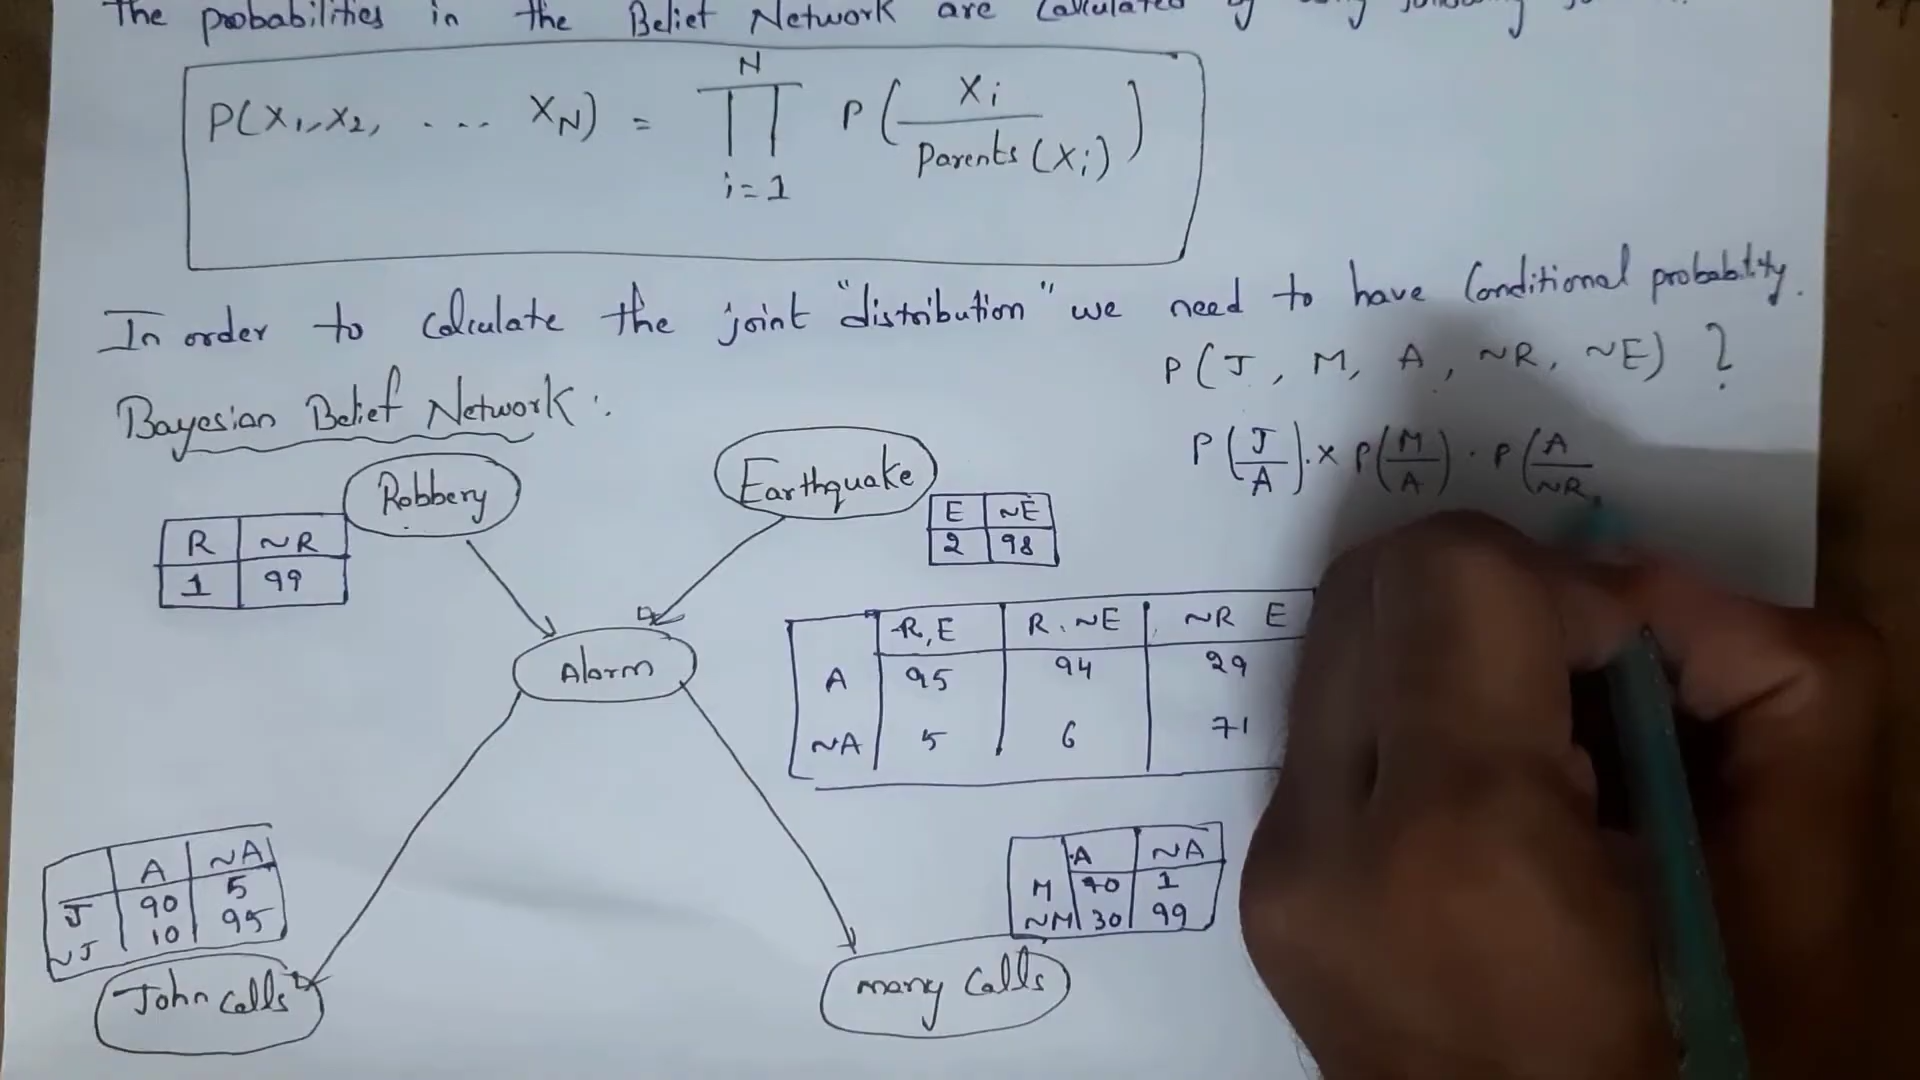 The probabilities in the Belief Network are calculated
P(X1, X2, .... XN) = N ∏ i=1 P(Xi / Parents(Xi))
In order to calculate the joint "distribution" we need to have Conditional probability.
P(J, M, A, ~R, ~E) ?
Bayesian Belief Network :
P(J/A) . x P(M/A) . P(A/~R,
Robbery
Earthquake
R ~R
1 99
E ~E
2 98
Alarm
R,E R,~E ~R E
A 95 94 29
~A 5 6 71
A ~A
J 90 5
~J 10 95
A ~A
M 70 1
~M 30 99
John calls
many calls